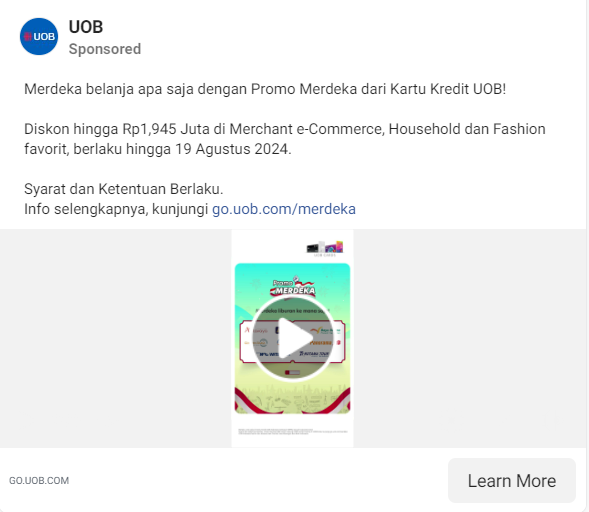 UOB
UOB
Sponsored
Merdeka belanja apa saja dengan Promo Merdeka dari Kartu Kredit UOB!
Diskon hingga Rp1,945 Juta di Merchant e-Commerce, Household dan Fashion
favorit, berlaku hingga 19 Agustus 2024.
Syarat dan Ketentuan Berlaku.
Info selengkapnya, kunjungi go.uob.com/merdeka
Promo
MERDEKA
GO.UOB.COM
Learn More